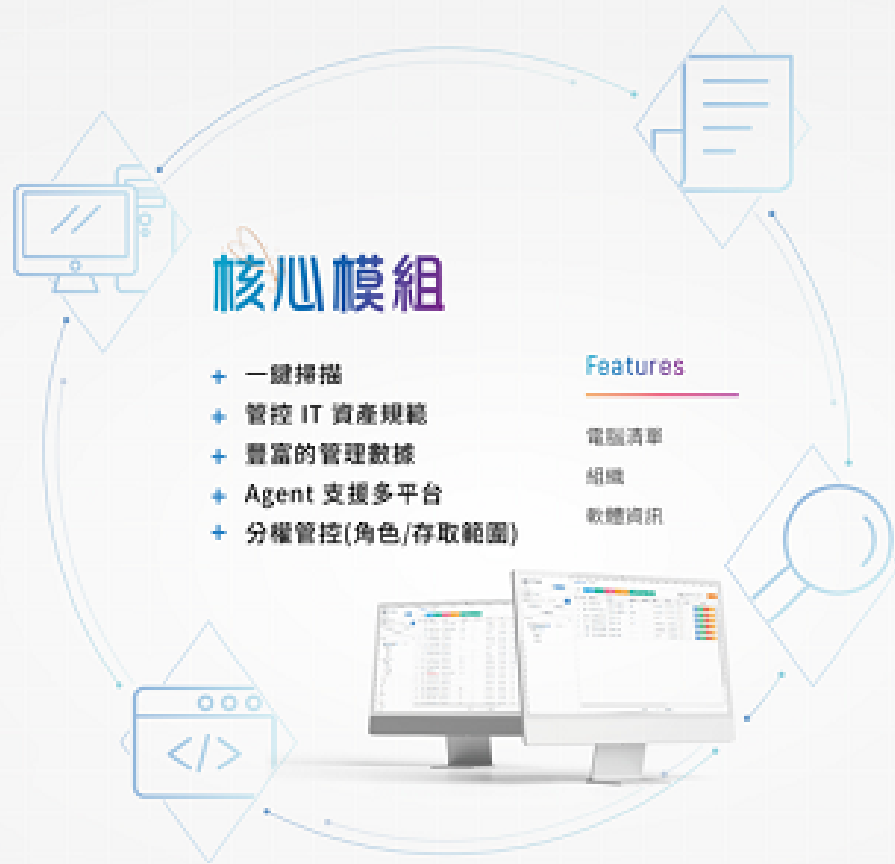 核心模組
一鍵掃描
管控 IT 資產規範
豐富的管理數據
Agent 支援多平台
分權管控(角色/存取範圍)
Features
電腦清單
組織
軟體資訊